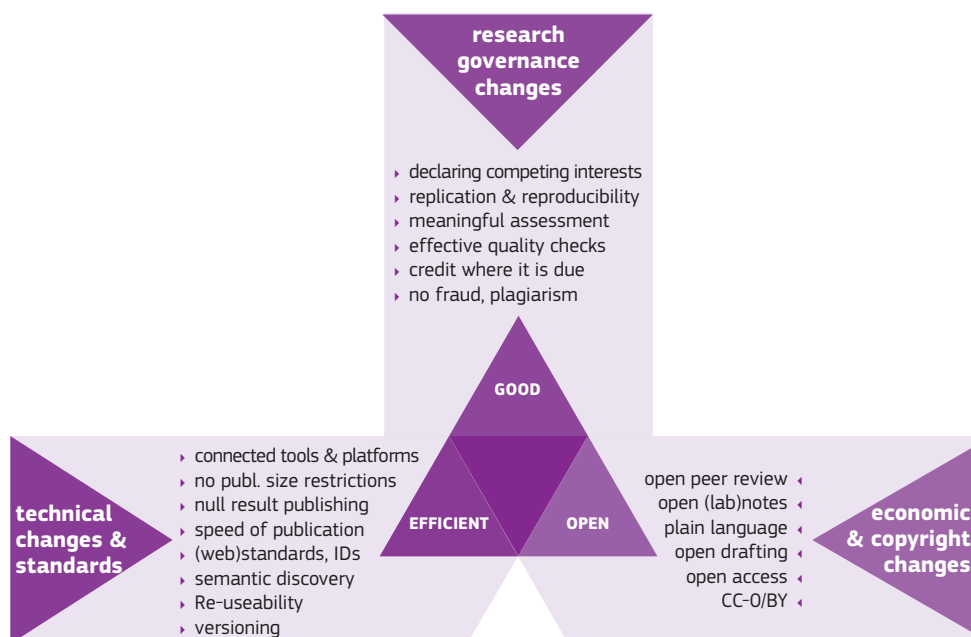 research
governance
changes
declaring competing interests
replication & reproducibility
meaningful assessment
effective quality checks
credit where it is due
no fraud, plagiarism
GOOD
EFFICIENT
OPEN
technical
changes &
standards
connected tools & platforms
no publ. size restrictions
null result publishing
speed of publication
(web)standards, IDs
semantic discovery
Re-useability
versioning
open peer review
open (lab)notes
plain language
open drafting
open access
CC-0/BY
economic
& copyright
changes